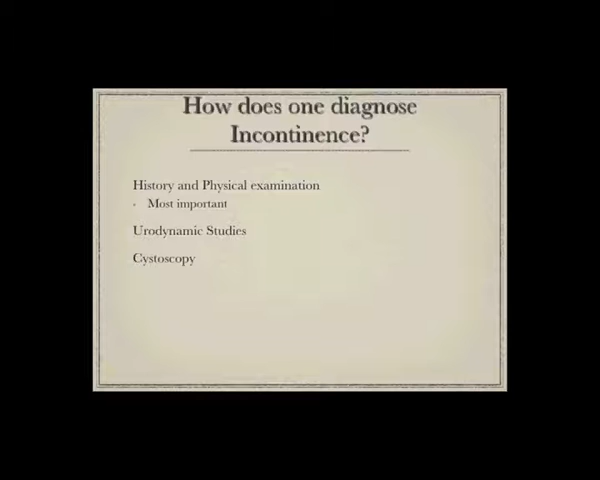 How does one diagnose
Incontinence?
History and Physical examination
· Most important
Urodynamic Studies
Cystoscopy